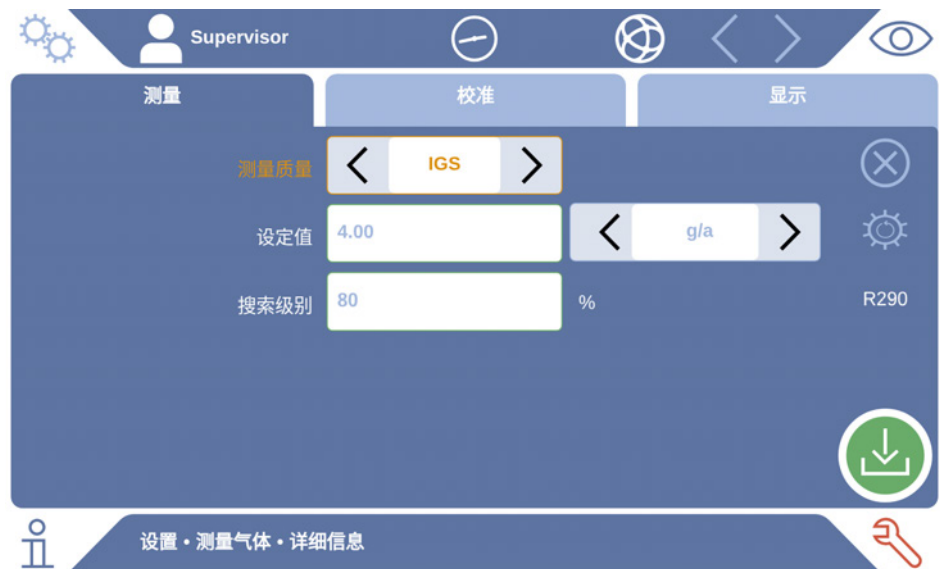 Supervisor
测量
校准
显示
测量质量
IGS
设定值
4.00
g/a
搜索级别
80
%
R290
设置 • 测量气体 • 详细信息